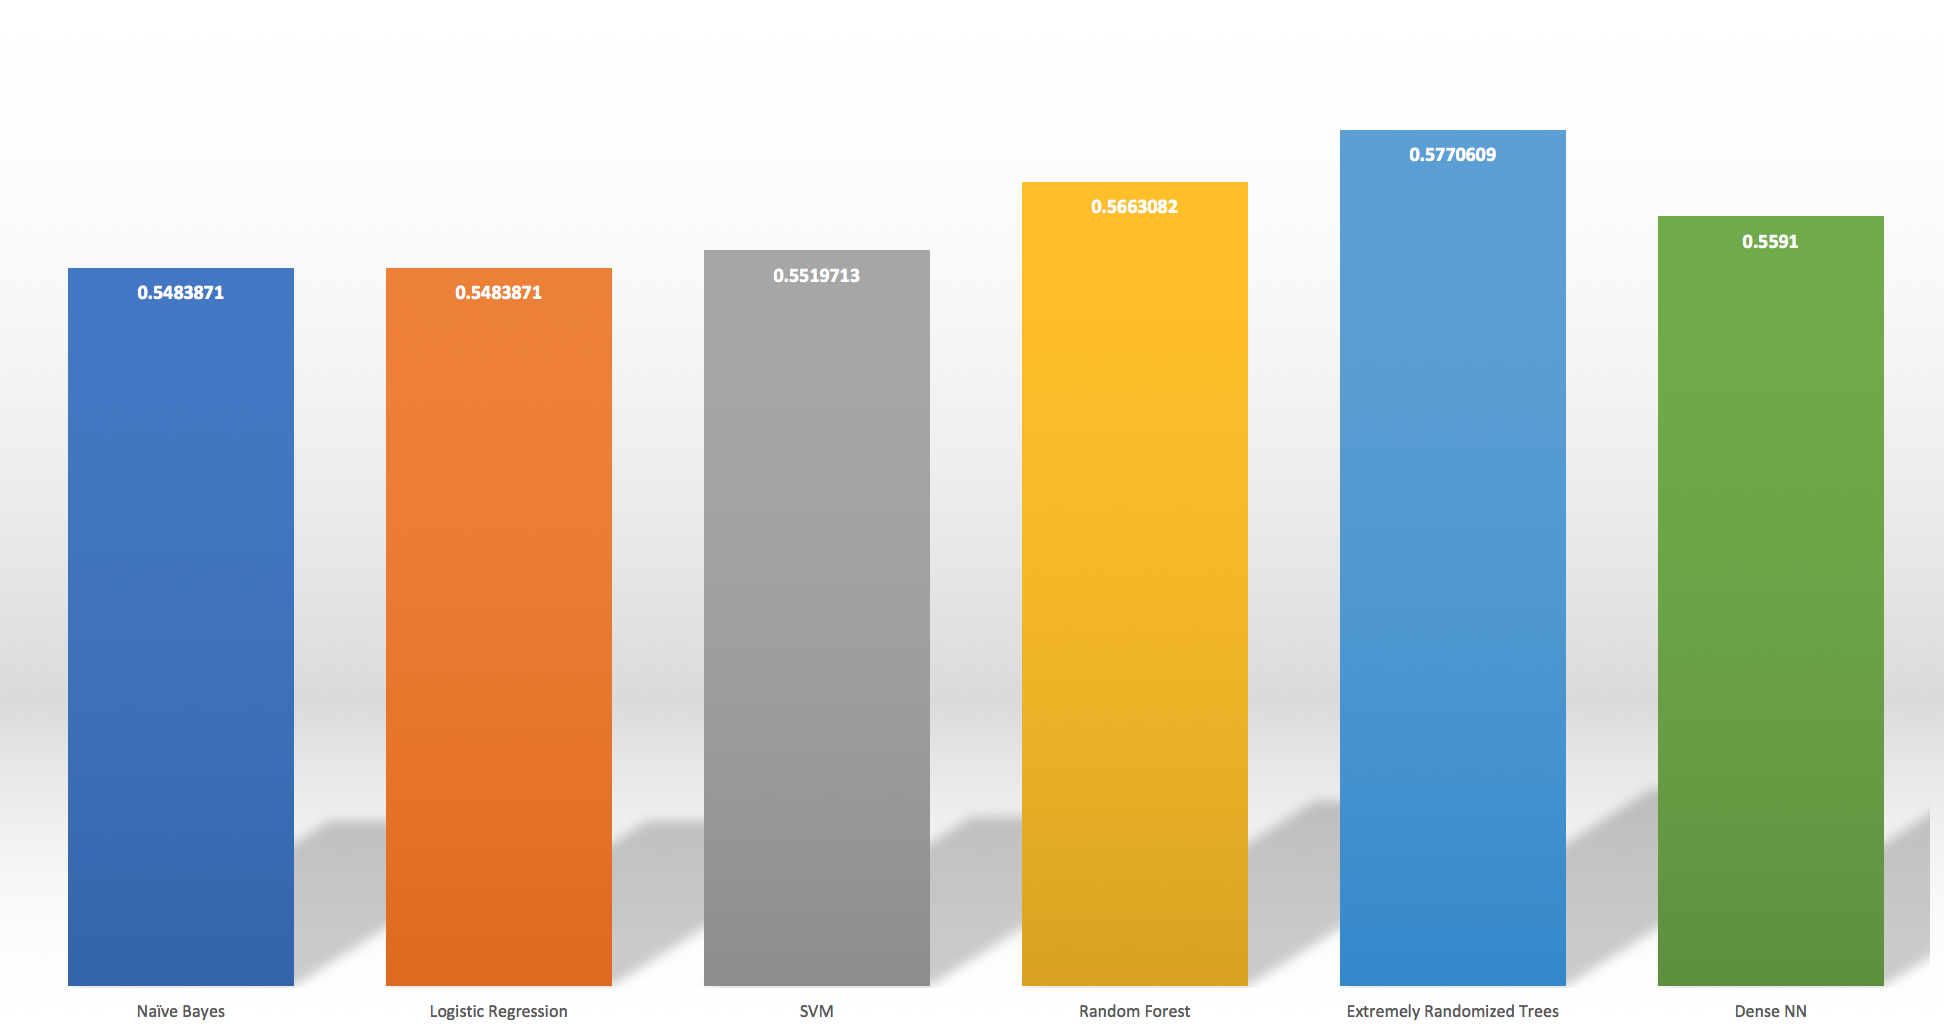 0.5483871
0.5483871
0.5519713
0.5663082
0.5770609
0.5591
Naïve Bayes
Logistic Regression
SVM
Random Forest
Extremely Randomized Trees
Dense NN